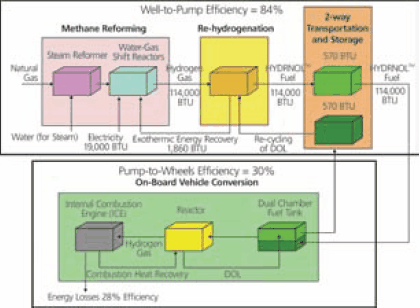 Well-to-Pump Efficiency = 84%
Methane Reforming
Re-hydrogenation
2-way
Transportation
and Storage
Steam Reformer
Water-Gas
Shift Reactors
Natural
Gas
Hydrogen
Gas
114,000
BTU
HYDRNOL™
Fuel
114,000
BTU
570 BTU
570 BTU
HYDRNOL™
Fuel
114,000
BTU
Water (for Steam)
Electricity
19,000 BTU
Exothermic Energy Recovery
1,860 BTU
Re-cycling
of DOL
Pump-to-Wheels Efficiency = 30%
On-Board Vehicle Conversion
Internal Combustion
Engine (ICE)
Reactor
Dual Chamber
Fuel Tank
Hydrogen
Gas
Combustion Heat Recovery
DOL
Energy Losses 28% Efficiency